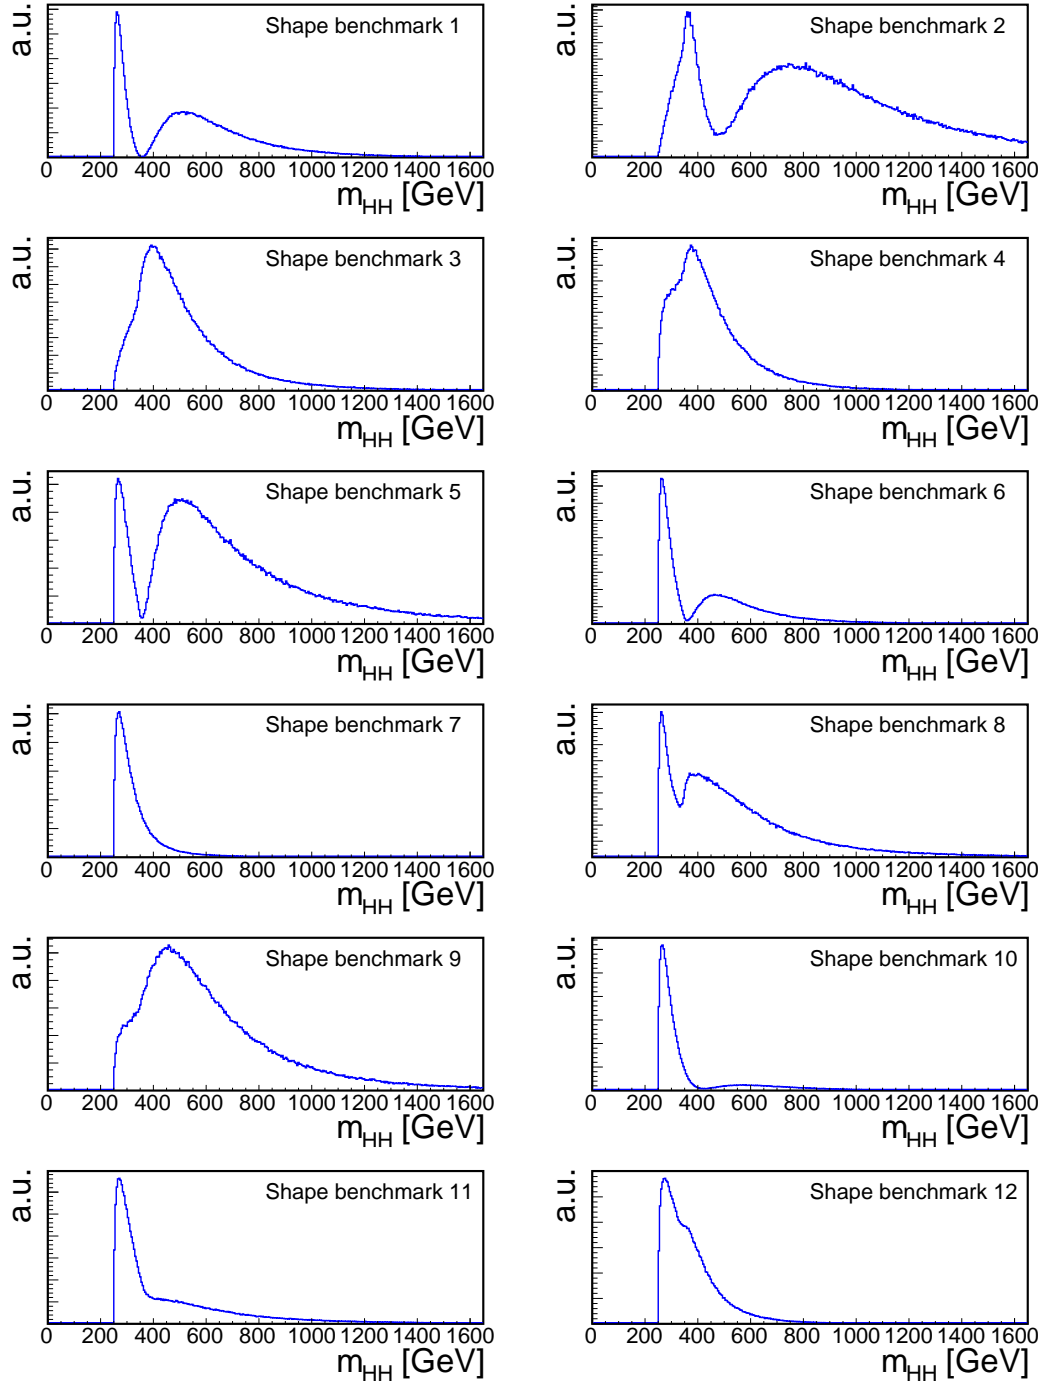 a.u. Shape benchmark 1 a.u. Shape benchmark 2
0 200 400 600 800 1000 1200 1400 1600 0 200 400 600 800 1000 1200 1400 1600
m_HH [GeV] m_HH [GeV]
a.u. Shape benchmark 3 a.u. Shape benchmark 4
0 200 400 600 800 1000 1200 1400 1600 0 200 400 600 800 1000 1200 1400 1600
m_HH [GeV] m_HH [GeV]
a.u. Shape benchmark 5 a.u. Shape benchmark 6
0 200 400 600 800 1000 1200 1400 1600 0 200 400 600 800 1000 1200 1400 1600
m_HH [GeV] m_HH [GeV]
a.u. Shape benchmark 7 a.u. Shape benchmark 8
0 200 400 600 800 1000 1200 1400 1600 0 200 400 600 800 1000 1200 1400 1600
m_HH [GeV] m_HH [GeV]
a.u. Shape benchmark 9 a.u. Shape benchmark 10
0 200 400 600 800 1000 1200 1400 1600 0 200 400 600 800 1000 1200 1400 1600
m_HH [GeV] m_HH [GeV]
a.u. Shape benchmark 11 a.u. Shape benchmark 12
0 200 400 600 800 1000 1200 1400 1600 0 200 400 600 800 1000 1200 1400 1600
m_HH [GeV] m_HH [GeV]